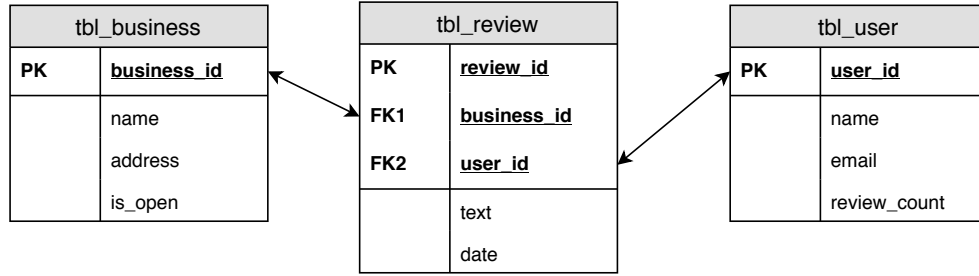 tbl_business
PK business_id
name
address
is_open
tbl_review
PK review_id
FK1 business_id
FK2 user_id
text
date
tbl_user
PK user_id
name
email
review_count